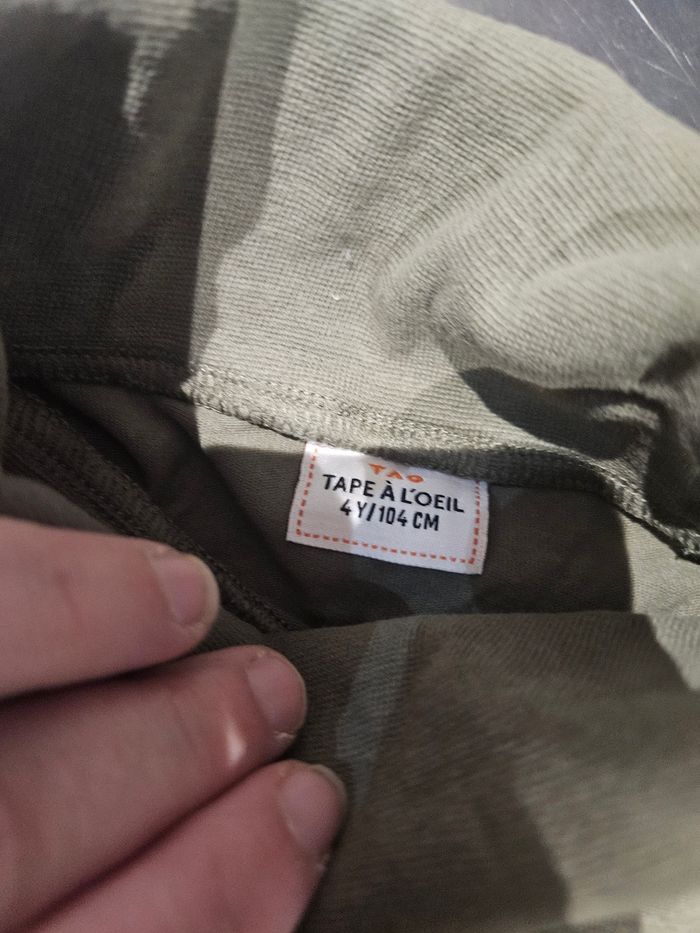 TAO
TAPE À L'OEIL
4Y/104 CM